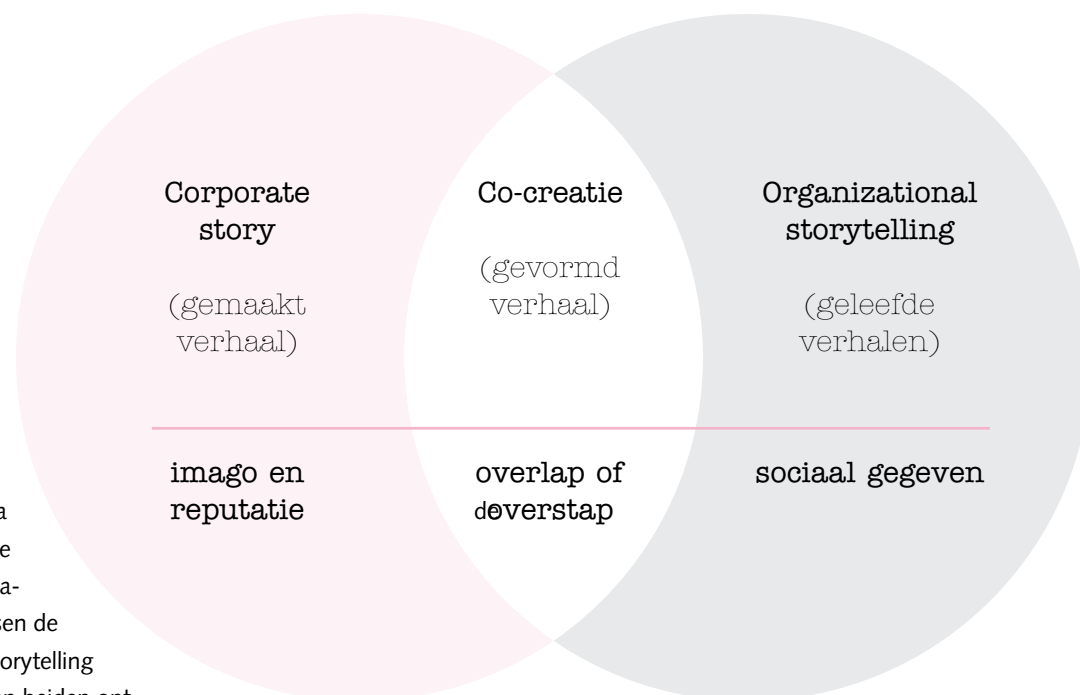 Corporate
story
(gemaakt
verhaal)
Co-creatie
(gevormd
verhaal)
Organizational
storytelling
(geleefde
verhalen)
imago en
reputatie
overlap of
overstap
sociaal gegeven
de